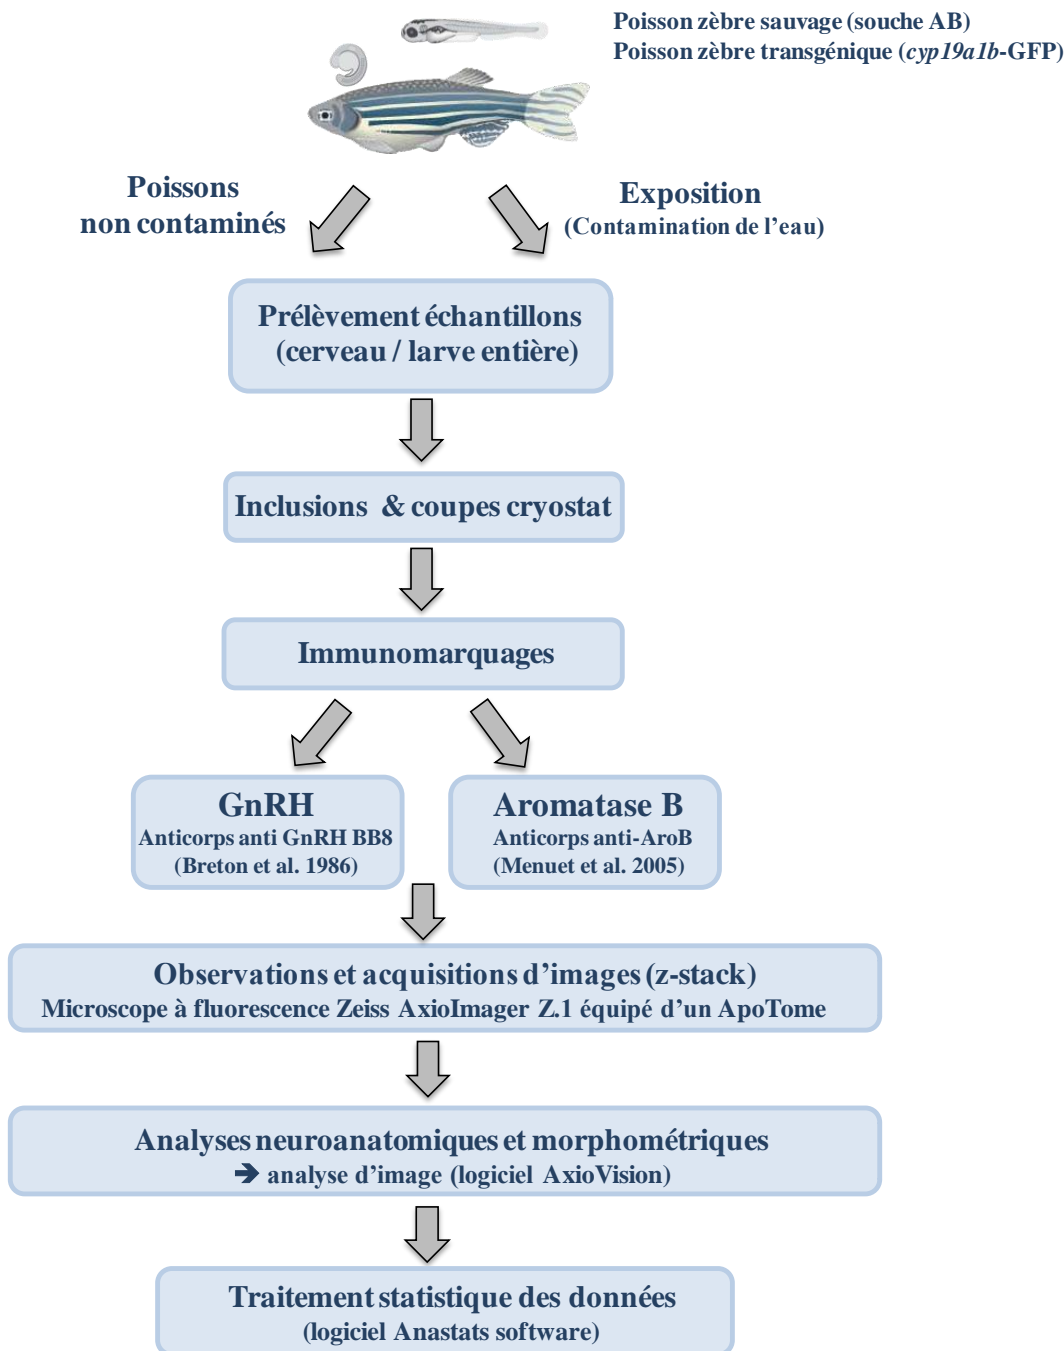 Poisson zèbre sauvage (souche AB)
Poisson zèbre transgénique (cyp19a1b-GFP)
Poissons
non contaminés
Exposition
(Contamination de l’eau)
Prélèvement échantillons
(cerveau / larve entière)
Inclusions & coupes cryostat
Immunomarquages
GnRH
Anticorps anti GnRH BB8
(Breton et al. 1986)
Aromatase B
Anticorps anti-AroB
(Menuet et al. 2005)
Observations et acquisitions d’images (z-stack)
Microscope à fluorescence Zeiss AxioImager Z.1 équipé d’un ApoTome
Analyses neuroanatomiques et morphométriques
➔ analyse d’image (logiciel AxioVision)
Traitement statistique des données
(logiciel Anastats software)